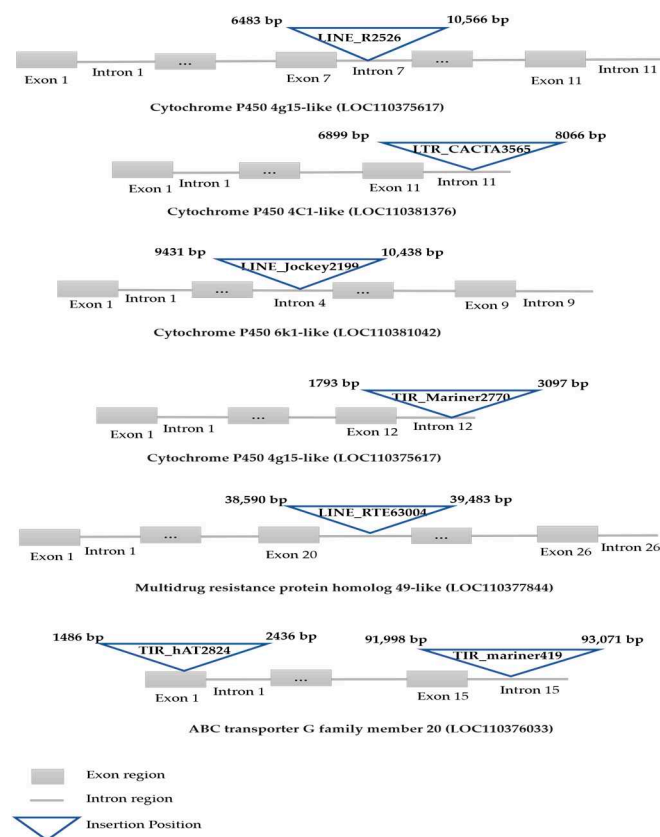 6483 bp 10,566 bp
LINE_R2526
... ...
Exon 1 Intron 1 Exon 7 Intron 7 Exon 11 Intron 11
Cytochrome P450 4g15-like (LOC110375617)
6899 bp 8066 bp
LTR_CACTA3565
...
Exon 1 Intron 1 Exon 11 Intron 11
Cytochrome P450 4C1-like (LOC110381376)
9431 bp 10,438 bp
LINE_Jockey2199
... ...
Exon 1 Intron 1 Intron 4 Exon 9 Intron 9
Cytochrome P450 6k1-like (LOC110381042)
1793 bp 3097 bp
TIR_Mariner2770
...
Exon 1 Intron 1 Exon 12 Intron 12
Cytochrome P450 4g15-like (LOC110375617)
38,590 bp 39,483 bp
LINE_RTE63004
... ...
Exon 1 Intron 1 Exon 20 Exon 26 Intron 26
Multidrug resistance protein homolog 49-like (LOC110377844)
1486 bp 2436 bp 91,998 bp 93,071 bp
TIR_hAT2824 TIR_mariner419
...
Exon 1 Intron 1 Exon 15 Intron 15
ABC transporter G family member 20 (LOC110376033)
Exon region
Intron region
Insertion Position